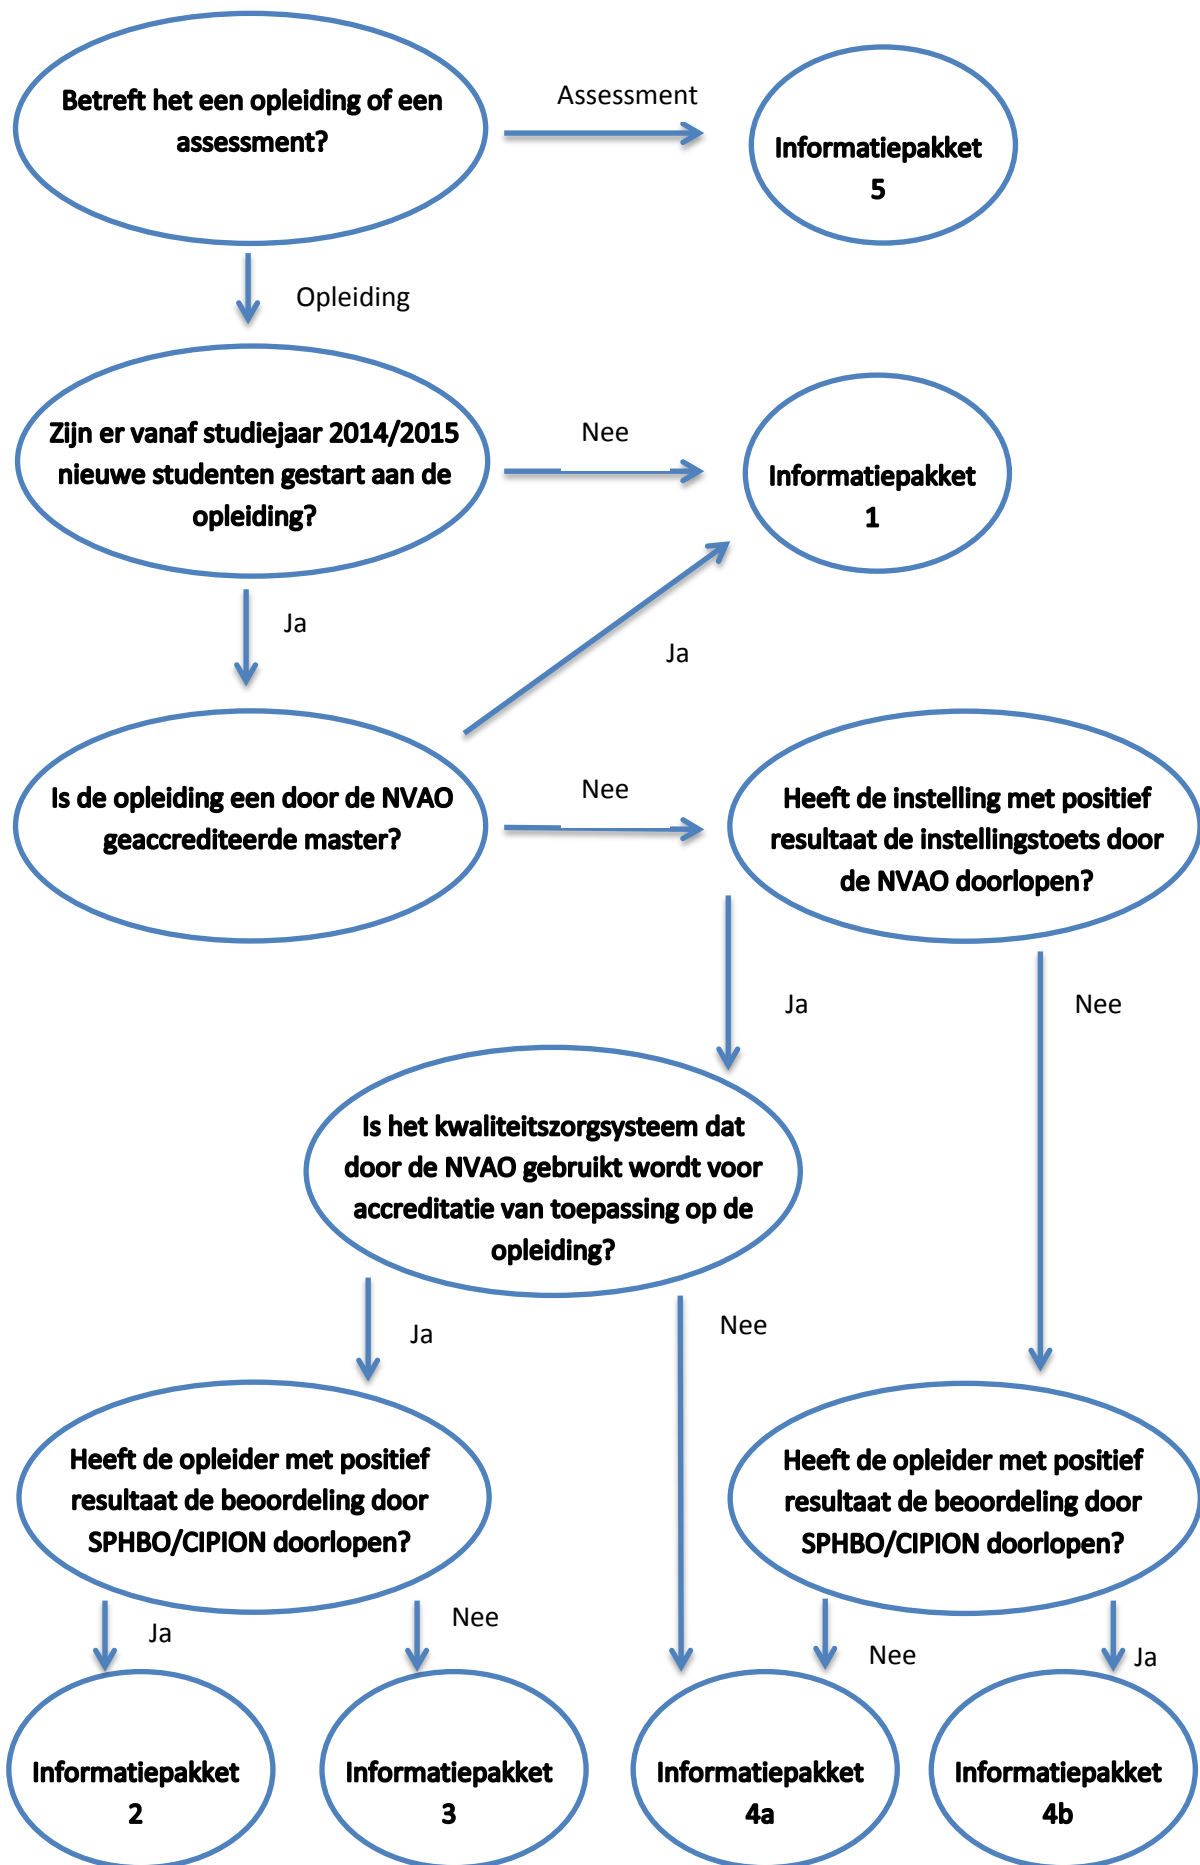 Betreft het een opleiding of een
assessment?
Assessment
Informatiepakket
5
Opleiding
Zijn er vanaf studiejaar 2014/2015
nieuwe studenten gestart aan de
opleiding?
Nee
Informatiepakket
1
Ja
Ja
Is de opleiding een door de NVAO
geaccrediteerde master?
Nee
Heeft de instelling met positief
resultaat de instellingstoets door
de NVAO doorlopen?
Ja
Nee
Is het kwaliteitszorgsysteem dat
door de NVAO gebruikt wordt voor
accreditatie van toepassing op de
opleiding?
Ja
Nee
Heeft de opleider met positief
resultaat de beoordeling door
SPHBO/CIPION doorlopen?
Heeft de opleider met positief
resultaat de beoordeling door
SPHBO/CIPION doorlopen?
Ja
Nee
Nee
Ja
Informatiepakket
2
Informatiepakket
3
Informatiepakket
4a
Informatiepakket
4b